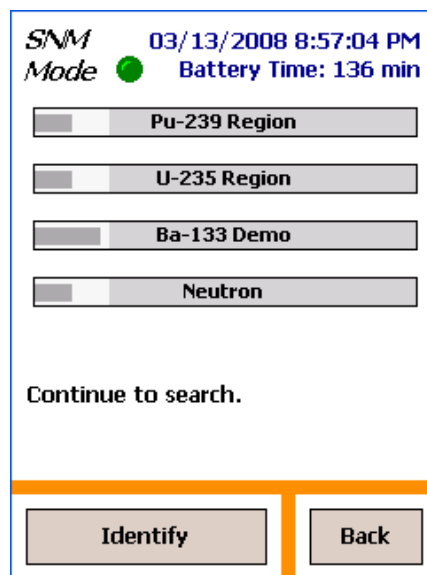 SNM 03/13/2008 8:57:04 PM
Mode Battery Time: 136 min
Pu-239 Region
U-235 Region
Ba-133 Demo
Neutron
Continue to search.
Identify Back